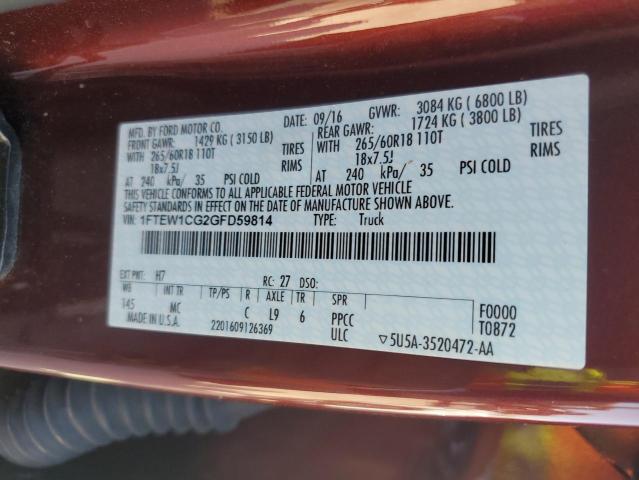 MFD. BY FORD MOTOR CO. DATE: 09/16 GVWR: 3084 KG ( 6800 LB)
FRONT GAWR: 1429 KG ( 3150 LB) REAR GAWR: 1724 KG ( 3800 LB)
WITH 265/60R18 110T TIRES WITH 265/60R18 110T TIRES
18x7.5J RIMS 18x7.5J RIMS
AT 240 kPa/ 35 PSI COLD AT 240 kPa/ 35 PSI COLD
THIS VEHICLE CONFORMS TO ALL APPLICABLE FEDERAL MOTOR VEHICLE
SAFETY STANDARDS IN EFFECT ON THE DATE OF MANUFACTURE SHOWN ABOVE.
VIN: 1FTEW1CG2GFD59814 TYPE: Truck
EXT PNT: H7 RC: 27 DSO:
WB INT TR TP/PS R AXLE TR SPR
145 MC C L9 6 PPCC F0000
MADE IN U.S.A. 2201609126369 ULC ▽5U5A-3520472-AA T0872